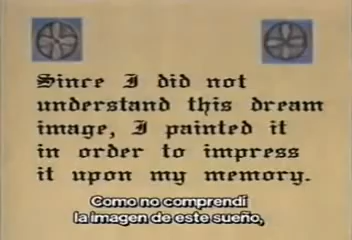 Since I did not
understand this dream
image, I painted it
in order to impress
it upon my memory.
Como no comprendí
la imagen de este sueño,